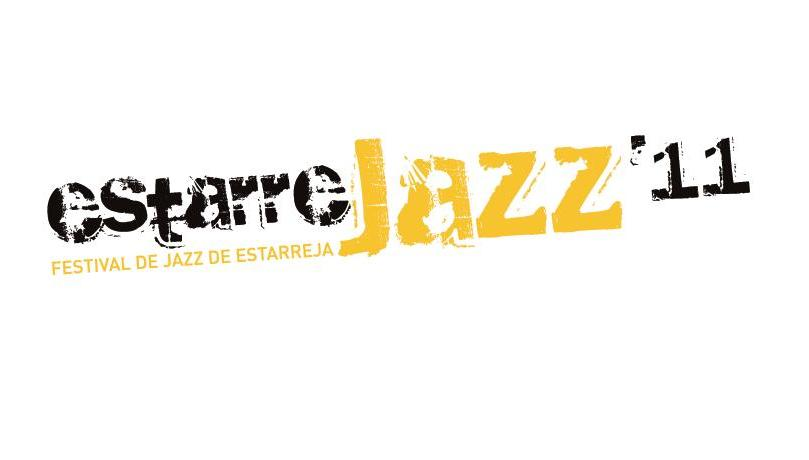 estarreJazz'11
FESTIVAL DE JAZZ DE ESTARREJA